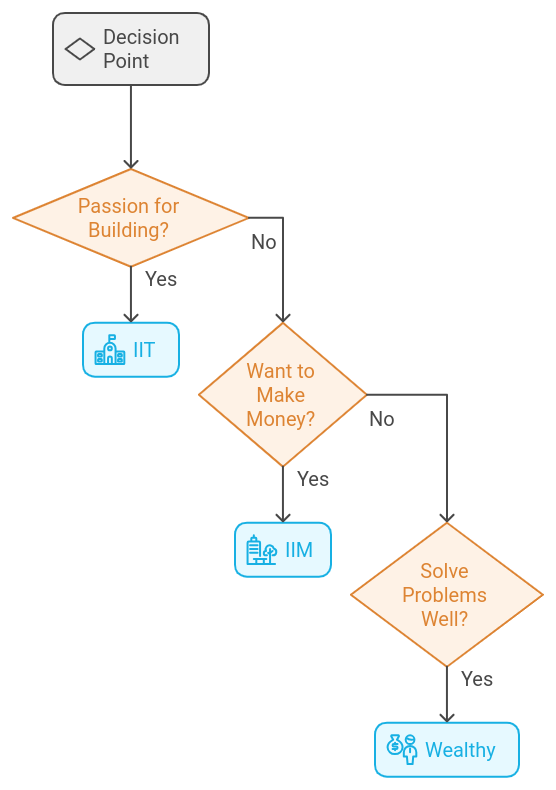 Decision
Point
Passion for
Building?
No
Yes
IIT
Want to
Make
Money?
No
Yes
IIM
Solve
Problems
Well?
Yes
Wealthy